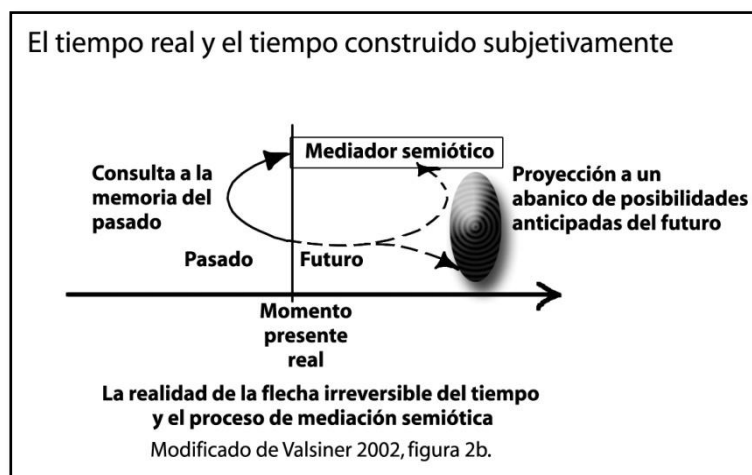 El tiempo real y el tiempo construido subjetivamente
Mediador semiótico
Consulta a la
memoria del
pasado
Proyección a un
abanico de posibilidades
anticipadas del futuro
Pasado
Futuro
Momento
presente
real
La realidad de la flecha irreversible del tiempo
y el proceso de mediación semiótica
Modificado de Valsiner 2002, figura 2b.